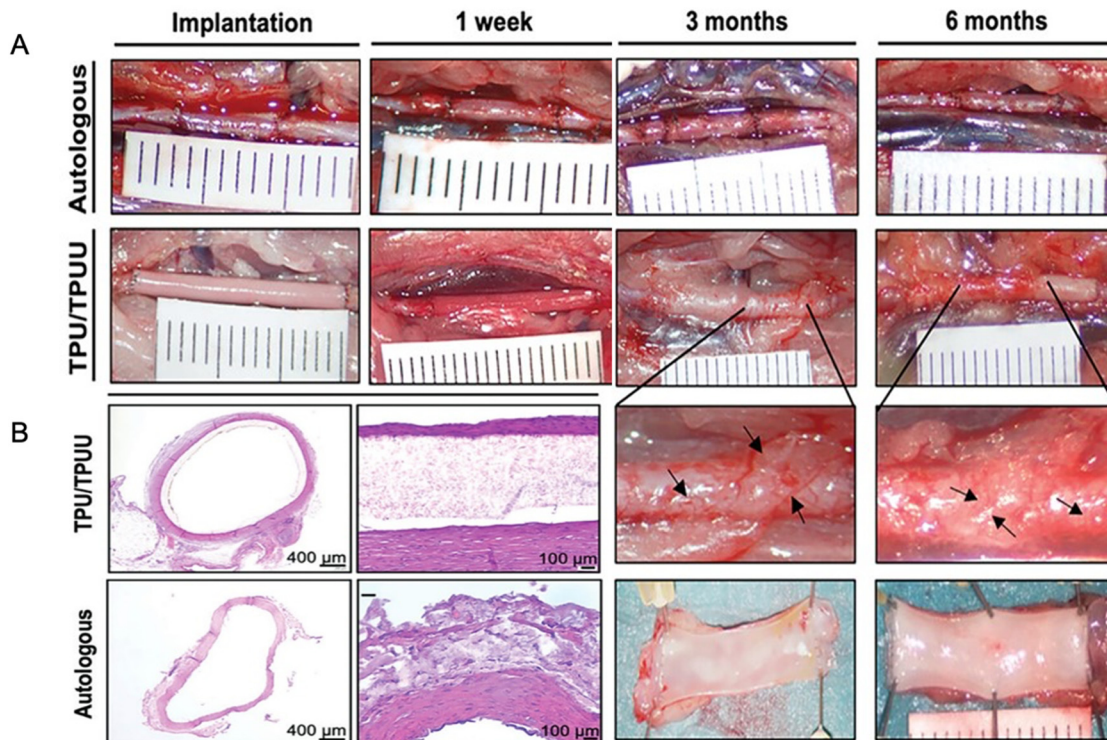 A
Implantation
1 week
3 months
6 months
Autologous
TPU/TPUU
B
TPU/TPUU
400 µm
100 µm
Autologous
400 µm
100 µm